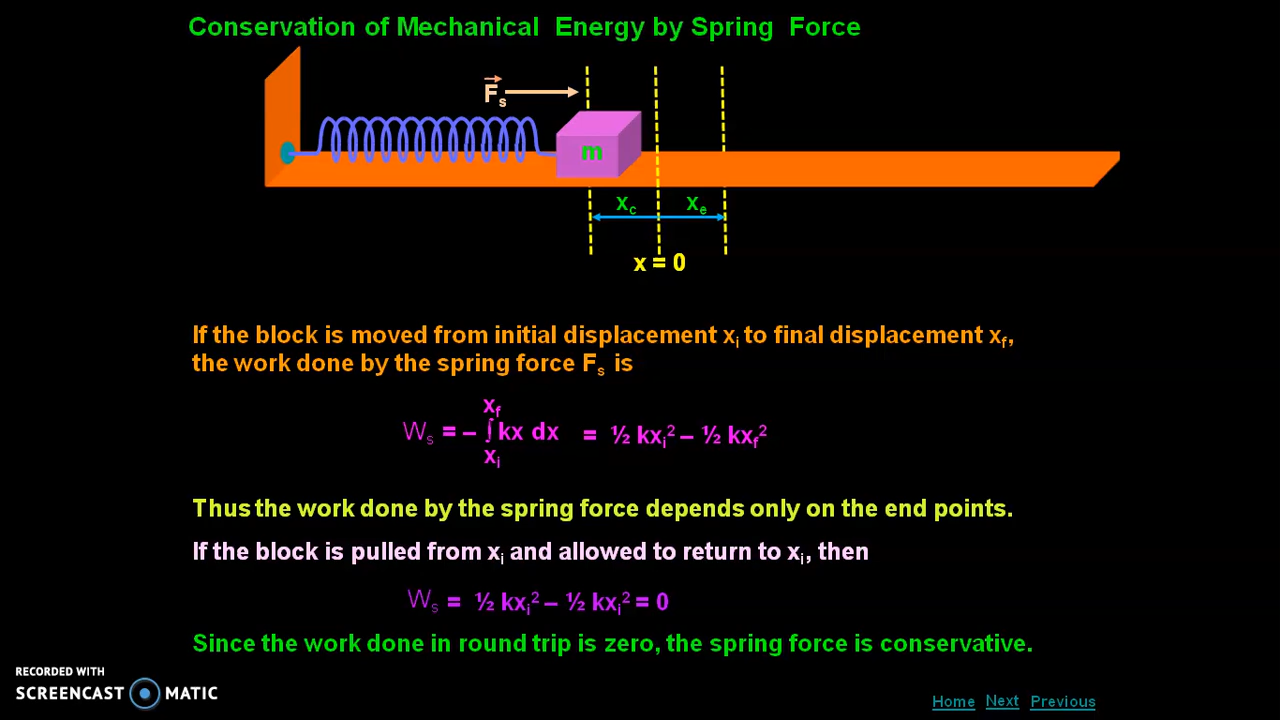 Conservation of Mechanical Energy by Spring Force
F⃗s
m
xc xe
x = 0
If the block is moved from initial displacement xi to final displacement xf,
the work done by the spring force Fs is
xf
Ws = – ∫ kx dx = ½ kxi² – ½ kxf²
xi
Thus the work done by the spring force depends only on the end points.
If the block is pulled from xi and allowed to return to xi, then
Ws = ½ kxi² – ½ kxi² = 0
Since the work done in round trip is zero, the spring force is conservative.
RECORDED WITH
SCREENCAST MATIC
Home Next Previous